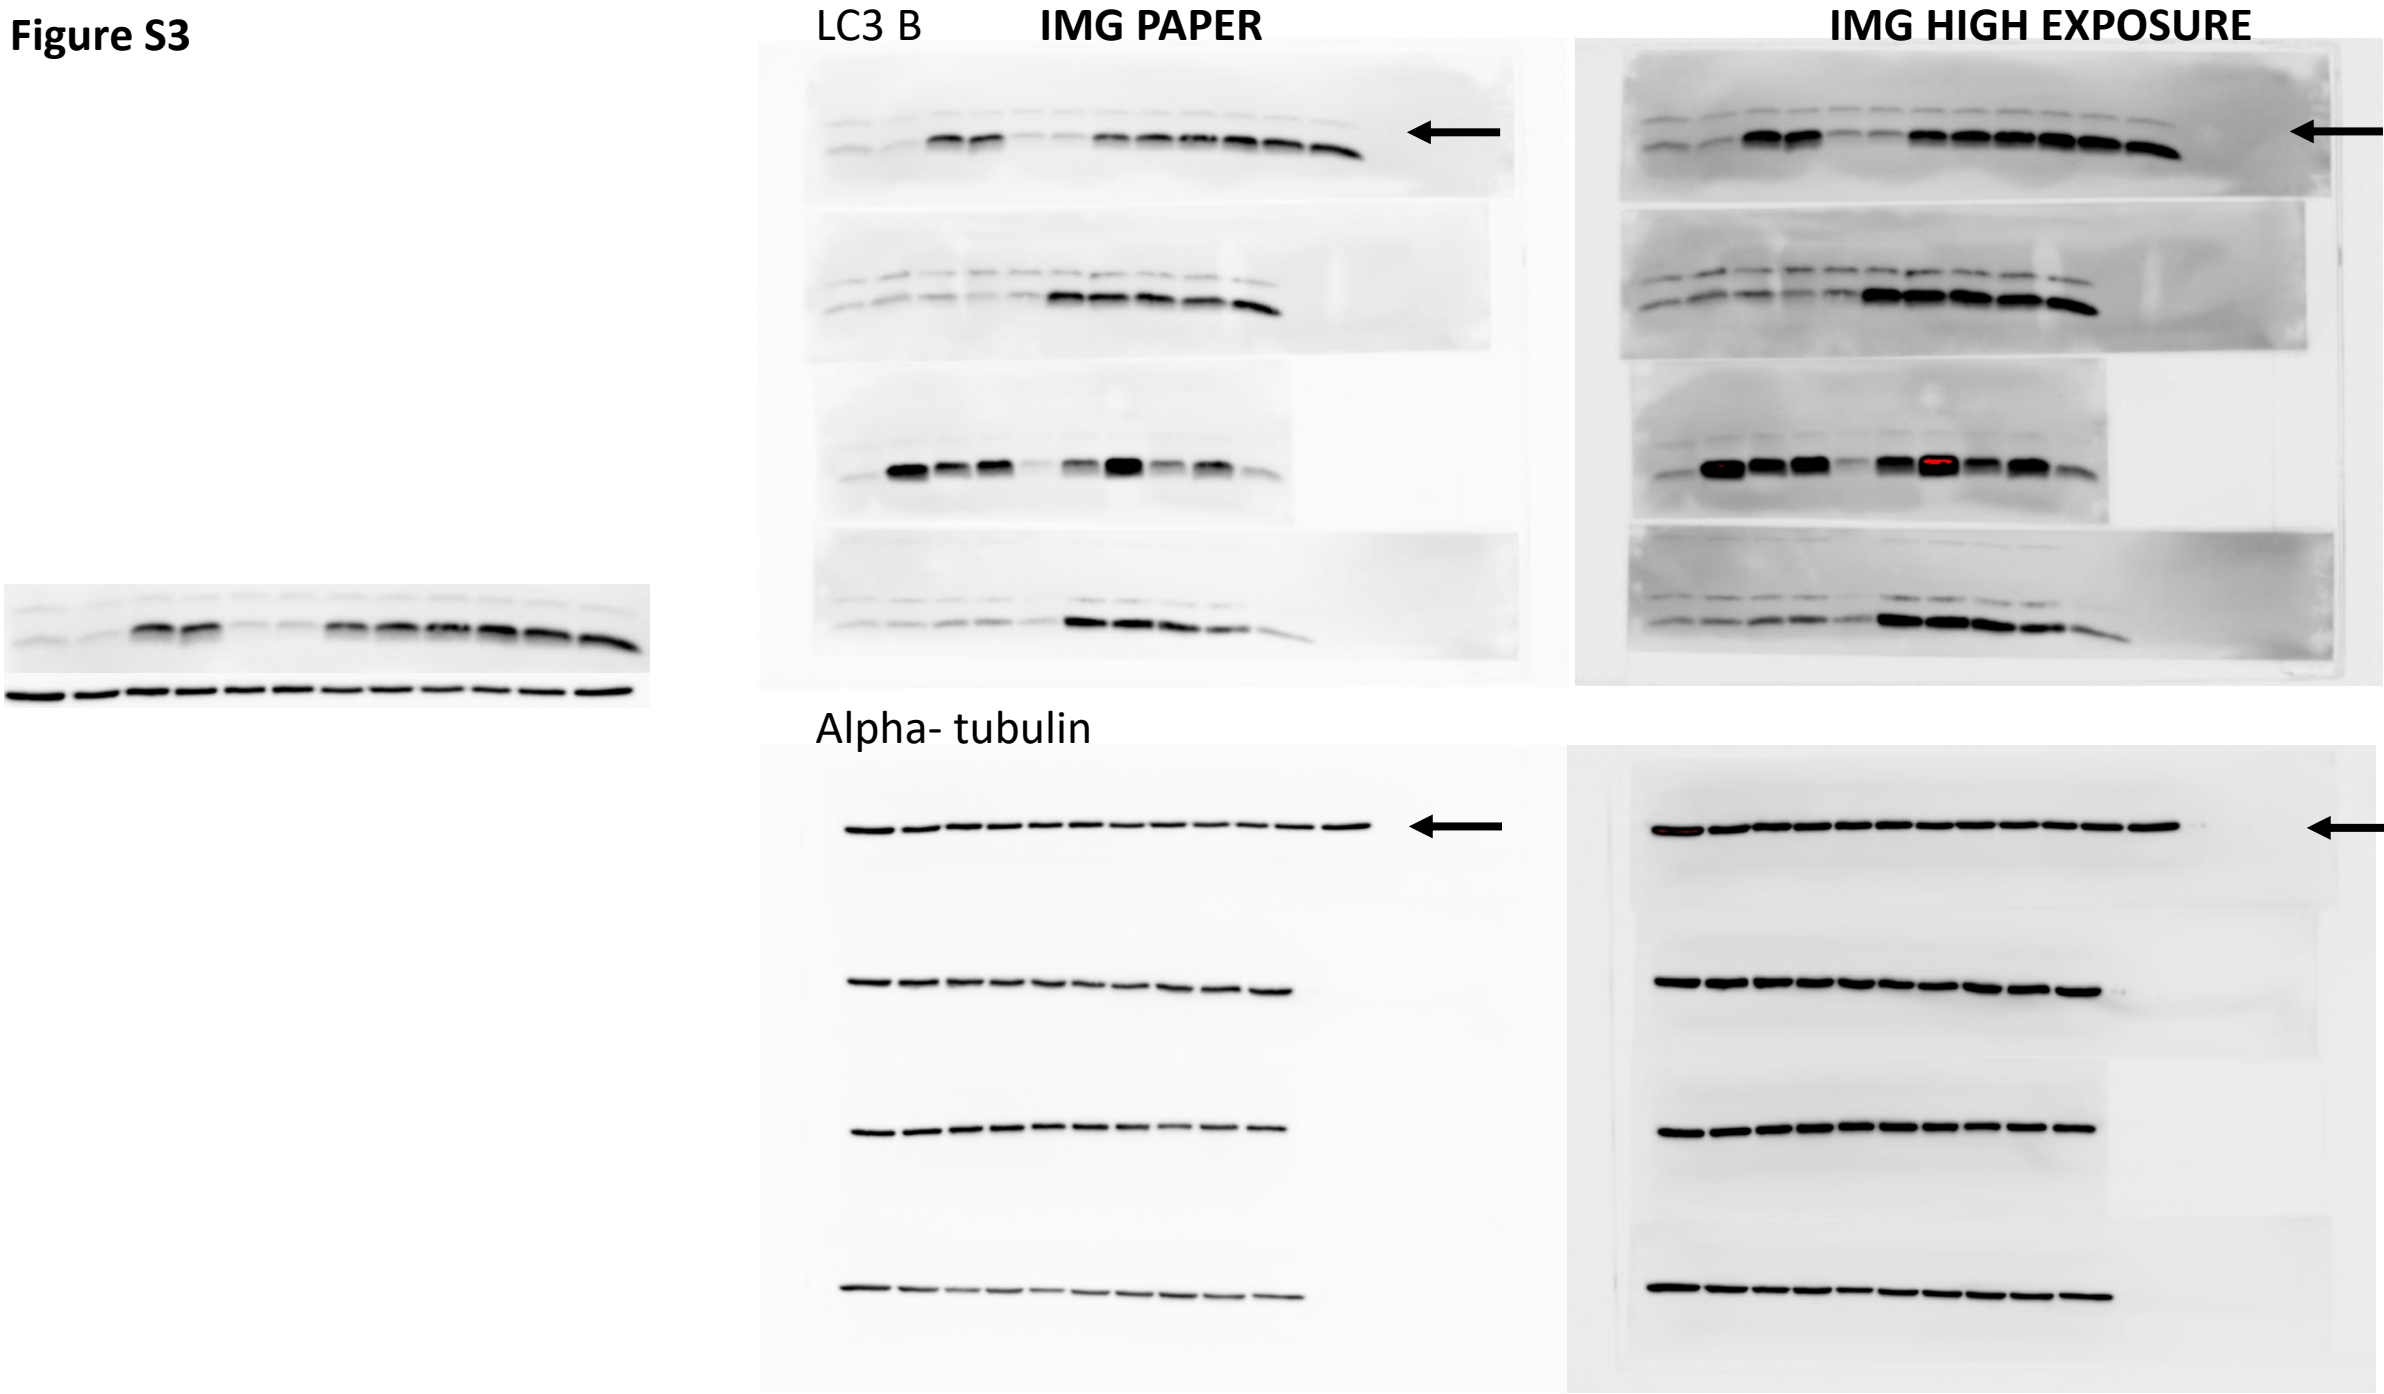 Figure S3
LC3 B
IMG PAPER
IMG HIGH EXPOSURE
Alpha- tubulin